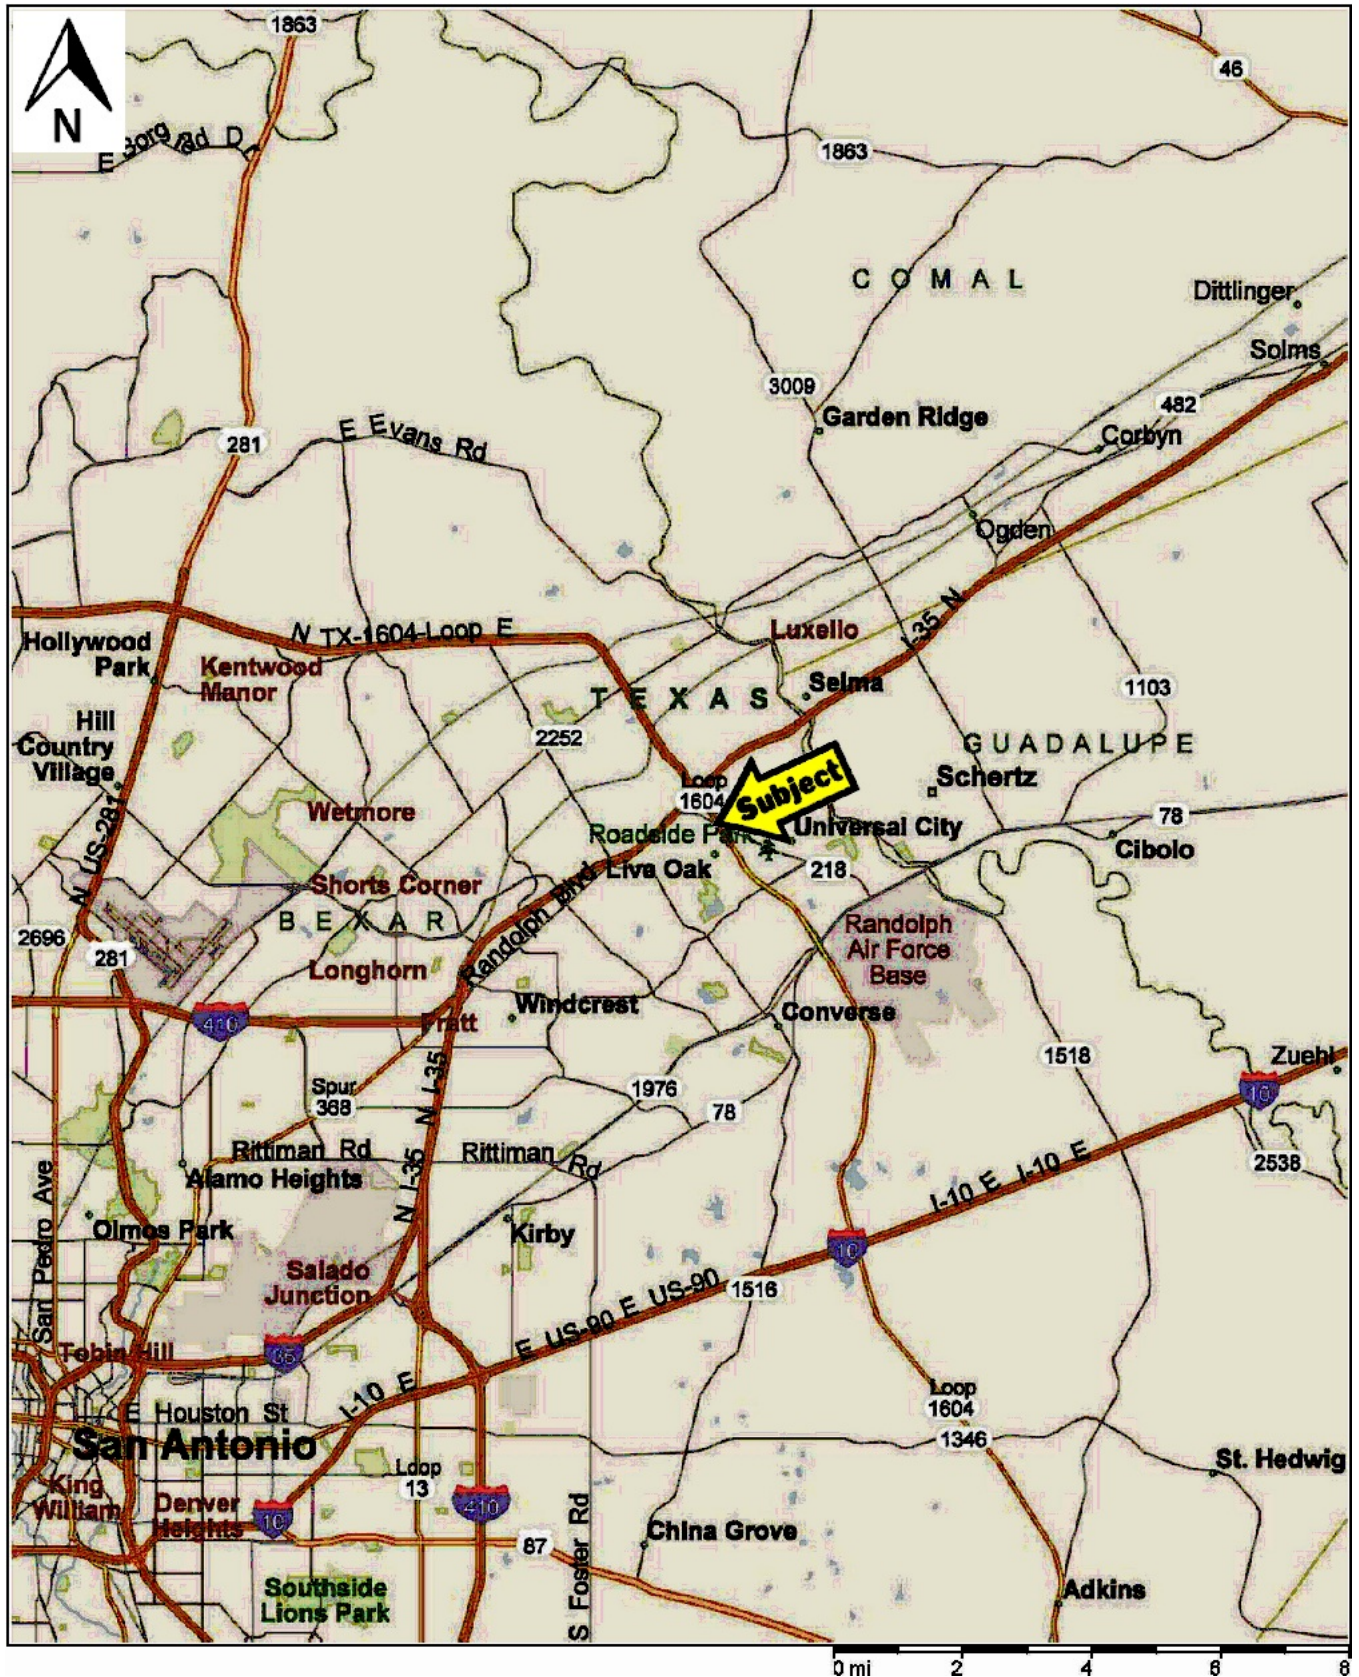 1863
46
N
E Borg Rd Dr
1863
COMAL
Dittlinger
Solms
3009
482
Garden Ridge
Corbyn
E Evans Rd
281
Ogden
I-35 N
N TX-1604-Loop E
Luxello
Hollywood
Park
Kentwood
Manor
Selma
TEXAS
1103
Hill
Country
Village
2252
GUADALUPE
Schertz
Loop
1604
Subject
Wetmore
78
Roadside Park
Universal City
Cibolo
N US-281
Live Oak
218
Shorts Corner
BEXAR
Randolph Blvd
Randolph
Air Force
Base
2696
281
Longhorn
Windcrest
Converse
410
Fratt
1518
Zuehl
N I-35
1976
10
Spur
368
78
Rittiman Rd
Rittiman Rd
2538
Alamo Heights
N I-35
I-10 E
I-10 E
San Pedro Ave
Olmos Park
Kirby
10
Salado
Junction
1516
E US-90
E US-90
Tobin Hill
35
I-10 E
Loop
1604
E Houston St
1346
San Antonio
St. Hedwig
King
William
Loop
13
Denver
Heights
10
410
S Foster Rd
China Grove
87
Southside
Lions Park
Adkins
0 mi 2 4 6 8